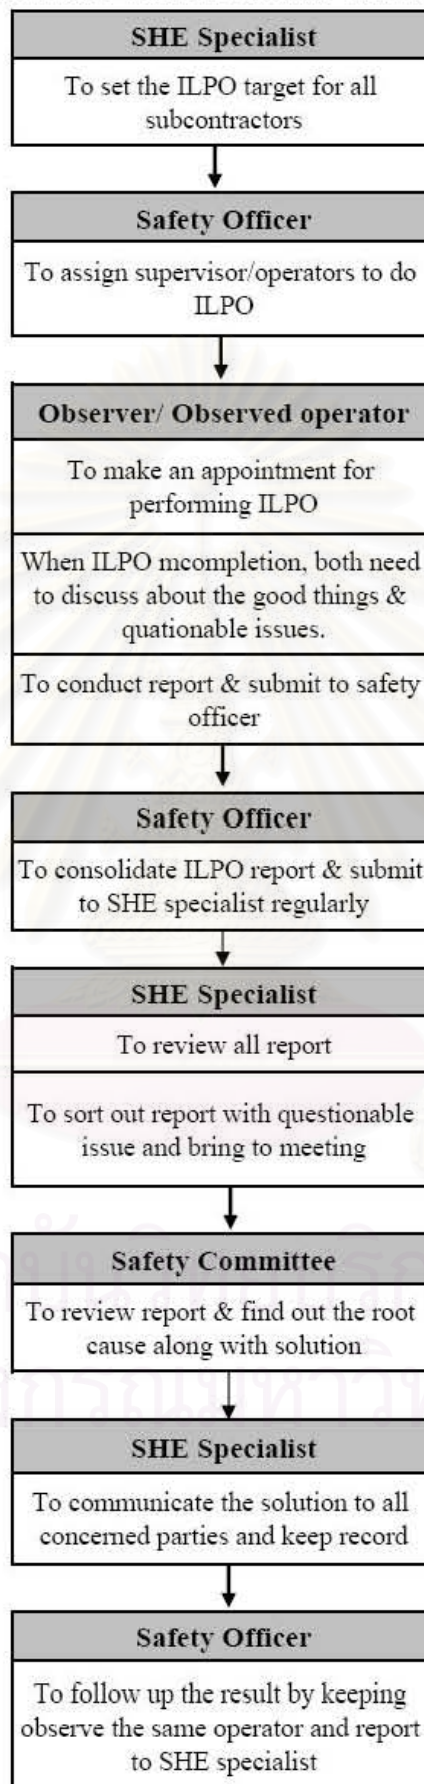 SHE Specialist
To set the ILPO target for all
subcontractors
Safety Officer
To assign supervisor/operators to do
ILPO
Observer/ Observed operator
To make an appointment for
performing ILPO
When ILPO mcompletion, both need
to discuss about the good things &
quationable issues.
To conduct report & submit to safety
officer
Safety Officer
To consolidate ILPO report & submit
to SHE specialist regularly
SHE Specialist
To review all report
To sort out report with questionable
issue and bring to meeting
Safety Committee
To review report & find out the root
cause along with solution
SHE Specialist
To communicate the solution to all
concerned parties and keep record
Safety Officer
To follow up the result by keeping
observe the same operator and report
to SHE specialist